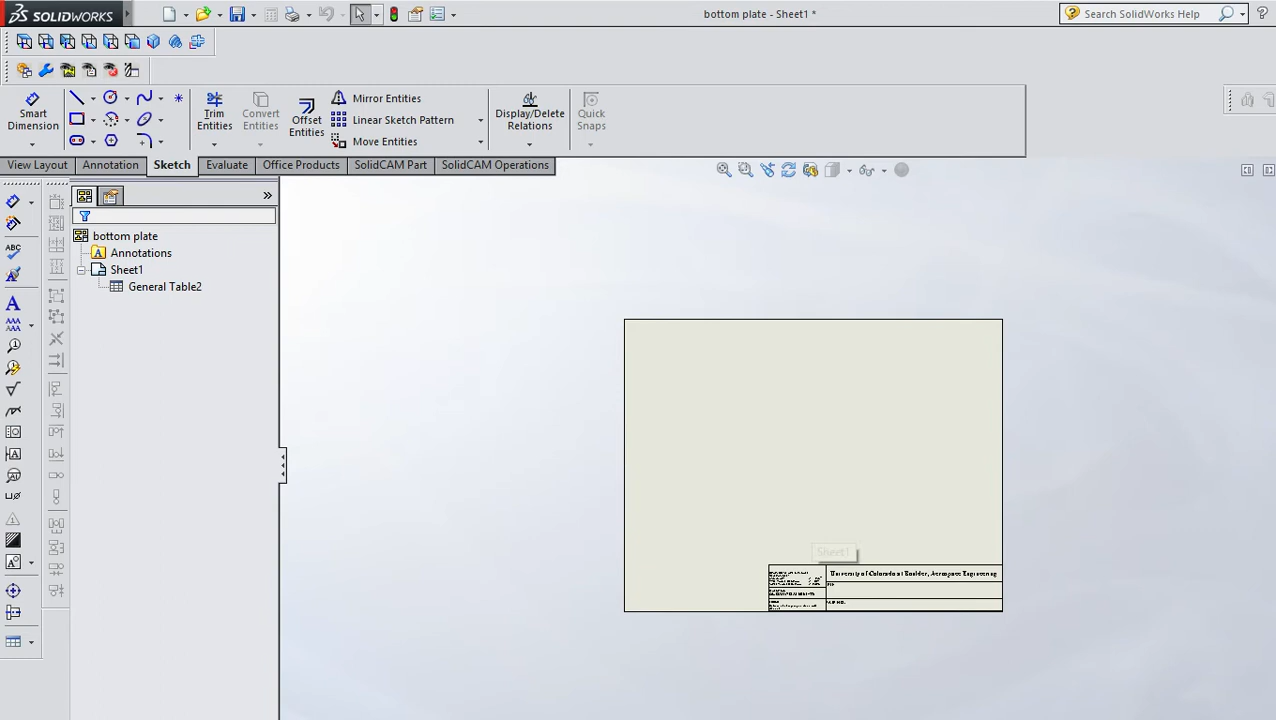 SOLIDWORKS
bottom plate - Sheet1 *
Search SolidWorks Help
?
Smart
Dimension
Trim
Entities
Convert
Entities
Offset
Entities
Mirror Entities
Linear Sketch Pattern
Move Entities
Display/Delete
Relations
Quick
Snaps
View Layout
Annotation
Sketch
Evaluate
Office Products
SolidCAM Part
SolidCAM Operations
bottom plate
Annotations
Sheet1
General Table2
Sheet1
University of Colorado at Boulder, Aerospace Engineering